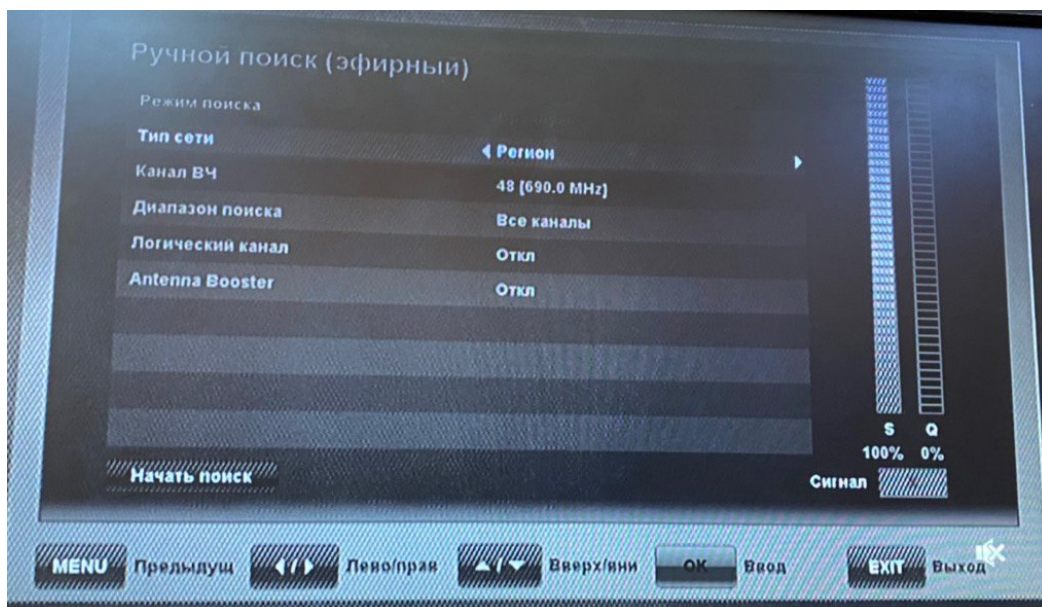 Ручной поиск (эфирный)
Режим поиска
Тип сети Регион
Канал ВЧ 48 [690.0 MHz]
Диапазон поиска Все каналы
Логический канал Откл
Antenna Booster Откл
S Q
100% 0%
Начать поиск Сигнал
MENU Предыдущ Лево/прав Вверх/вни OK Ввод EXIT Выход